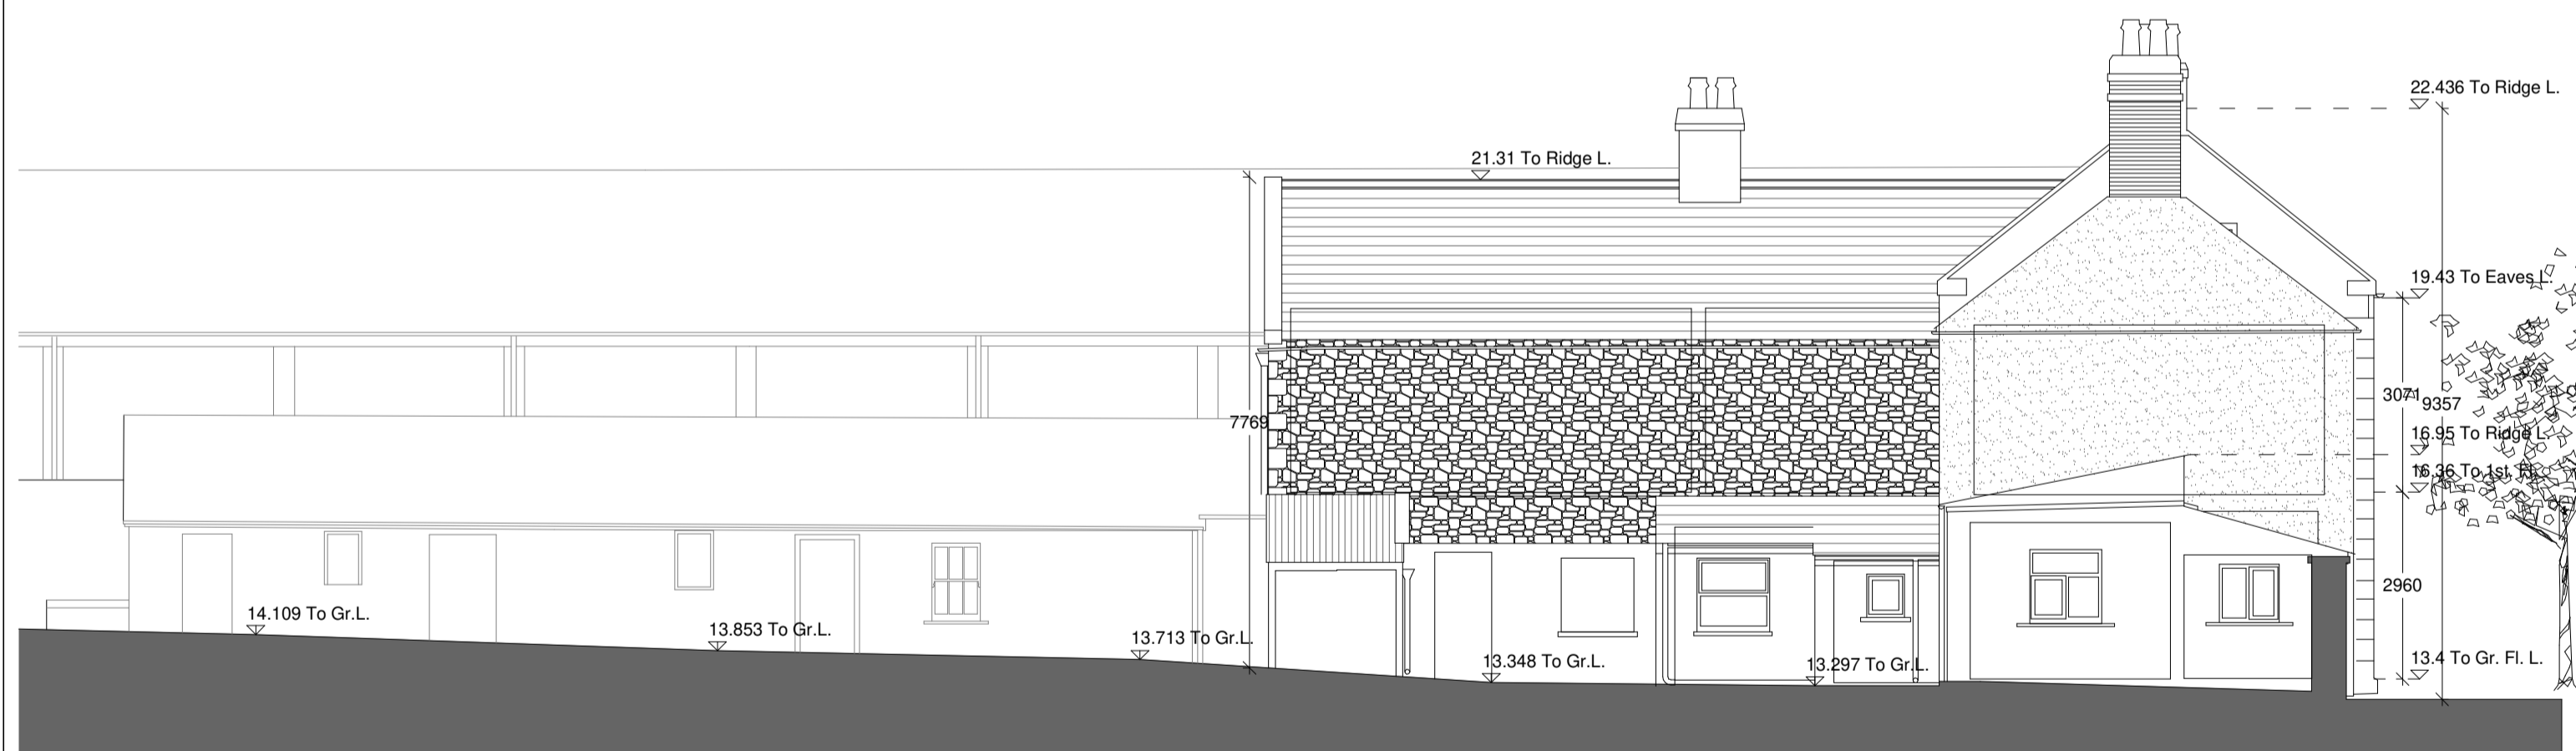 22.436 To Ridge L.
21.31 To Ridge L.
19.43 To Eaves L.
3071
9357
7769
16.95 To Ridge L.
16.36 To 1st. Fl.
2960
14.109 To Gr.L.
13.853 To Gr.L.
13.713 To Gr.L.
13.348 To Gr.L.
13.297 To Gr.L.
13.4 To Gr. Fl. L.